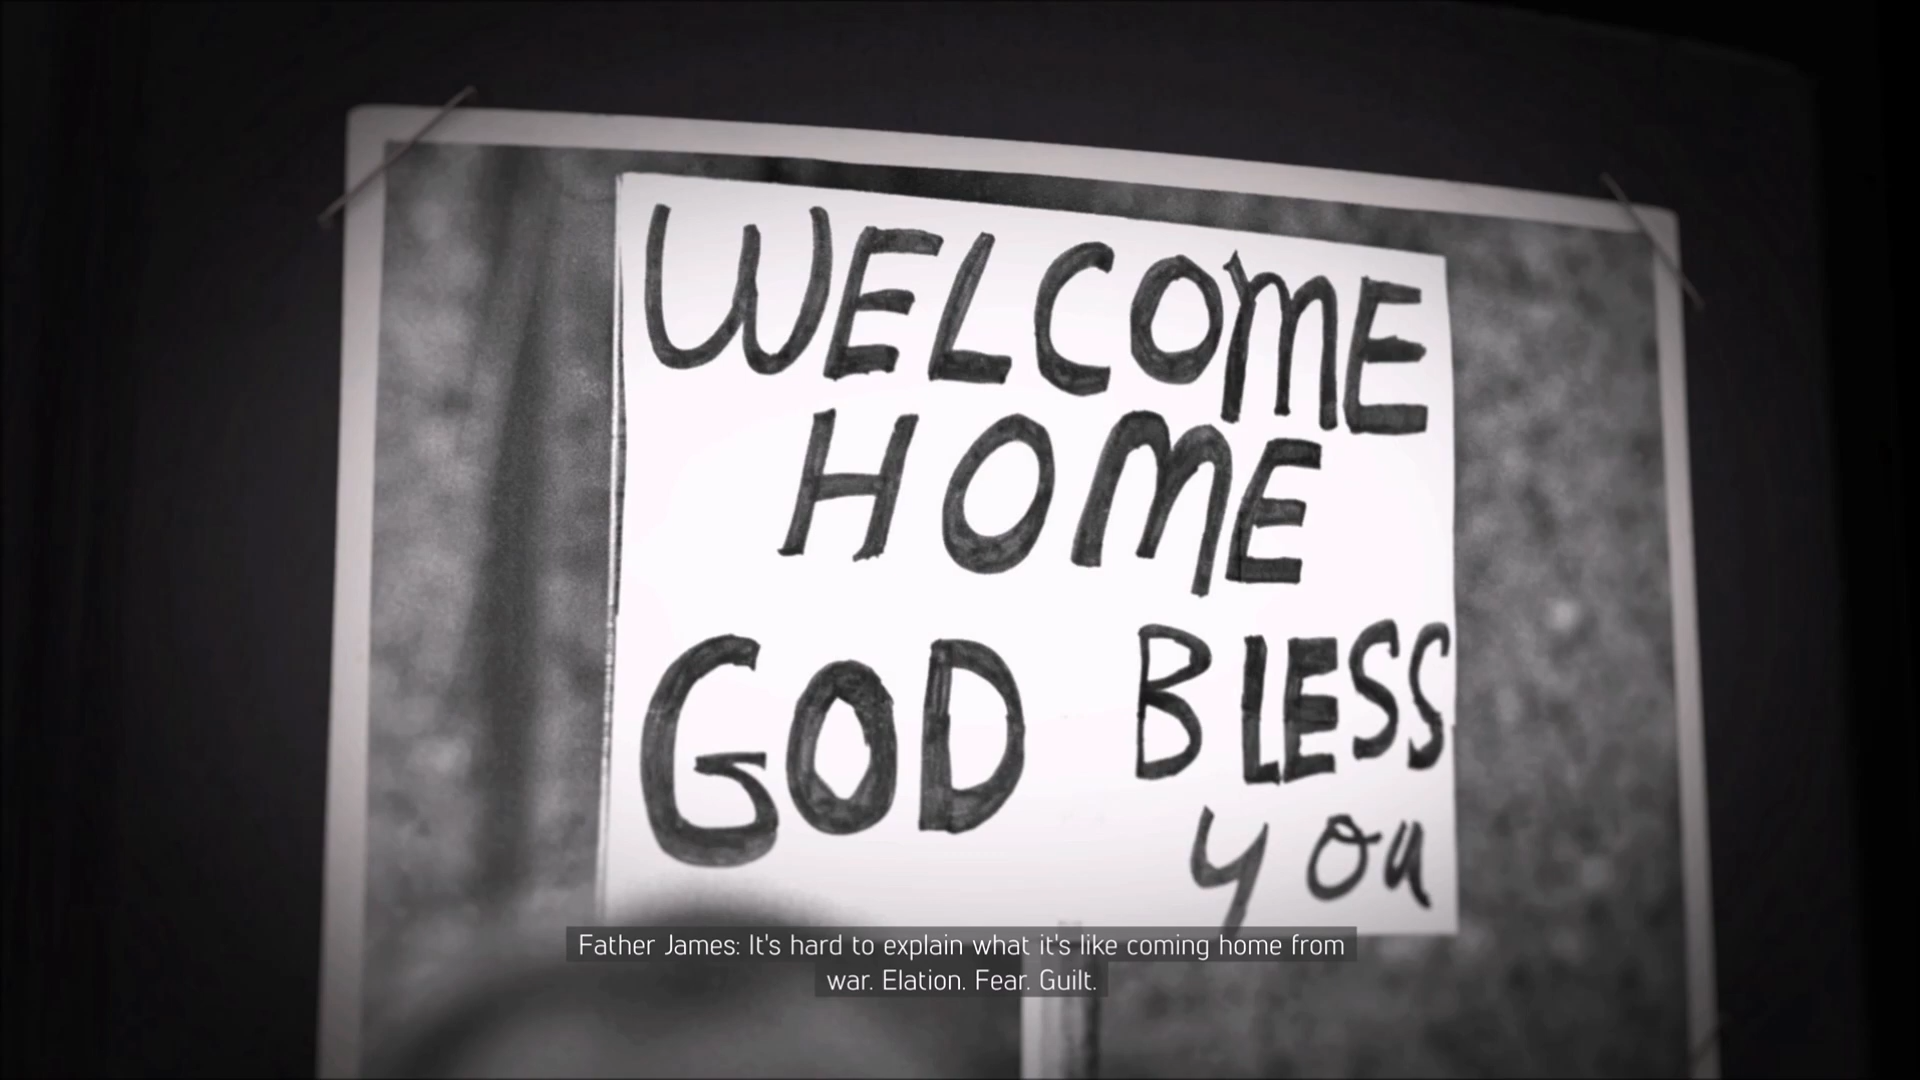 WELCOME
HOME
GOD BLESS
you
Father James: It's hard to explain what it's like coming home from
war. Elation. Fear. Guilt.